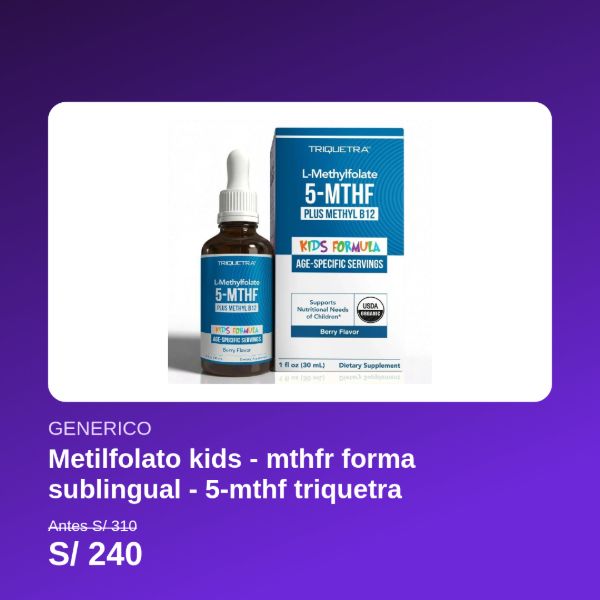 TRIQUETRA
L-Methylfolate
5-MTHF
PLUS METHYL B12
KIDS FORMULA
AGE-SPECIFIC SERVINGS
Supports
Nutritional Needs
of Children*
USDA
ORGANIC
Berry Flavor
1 fl oz (30 mL) Dietary Supplement
TRIQUETRA
L-Methylfolate
5-MTHF
PLUS METHYL B12
KIDS FORMULA
AGE-SPECIFIC SERVINGS
Berry Flavor
GENERICO
Metilfolato kids - mthfr forma
sublingual - 5-mthf triquetra
Antes S/ 310
S/ 240